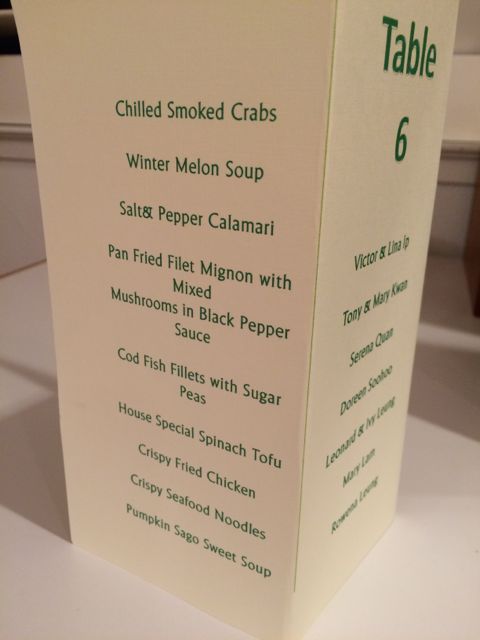 Chilled Smoked Crabs
Winter Melon Soup
Salt& Pepper Calamari
Pan Fried Filet Mignon with
Mixed
Mushrooms in Black Pepper
Sauce
Cod Fish Fillets with Sugar
Peas
House Special Spinach Tofu
Crispy Fried Chicken
Crispy Seafood Noodles
Pumpkin Sago Sweet Soup
Table
6
Victor & Lina Ip
Tony & Mary Kwan
Serena Quan
Doreen Soohoo
Leonard & Ivy Leung
Mary Lam
Rowena Leung